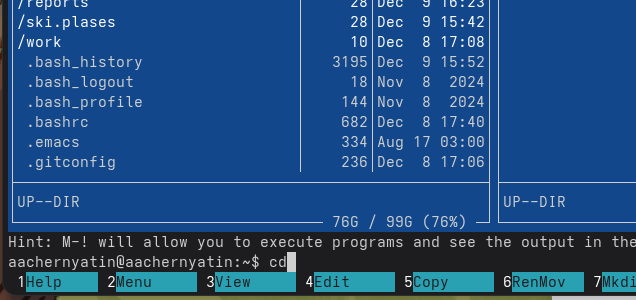 /reports 28 Dec 9 16:23
/ski.plases 28 Dec 9 15:42
/work 10 Dec 8 17:08
.bash_history 3195 Dec 9 15:52
.bash_logout 18 Nov 8 2024
.bash_profile 144 Nov 8 2024
.bashrc 682 Dec 8 17:40
.emacs 334 Aug 17 03:00
.gitconfig 236 Dec 8 17:06
UP--DIR UP--DIR
76G / 99G (76%)
Hint: M-! will allow you to execute programs and see the output in the
aachernyatin@aachernyatin:~$ cd
1Help 2Menu 3View 4Edit 5Copy 6RenMov 7Mkdi